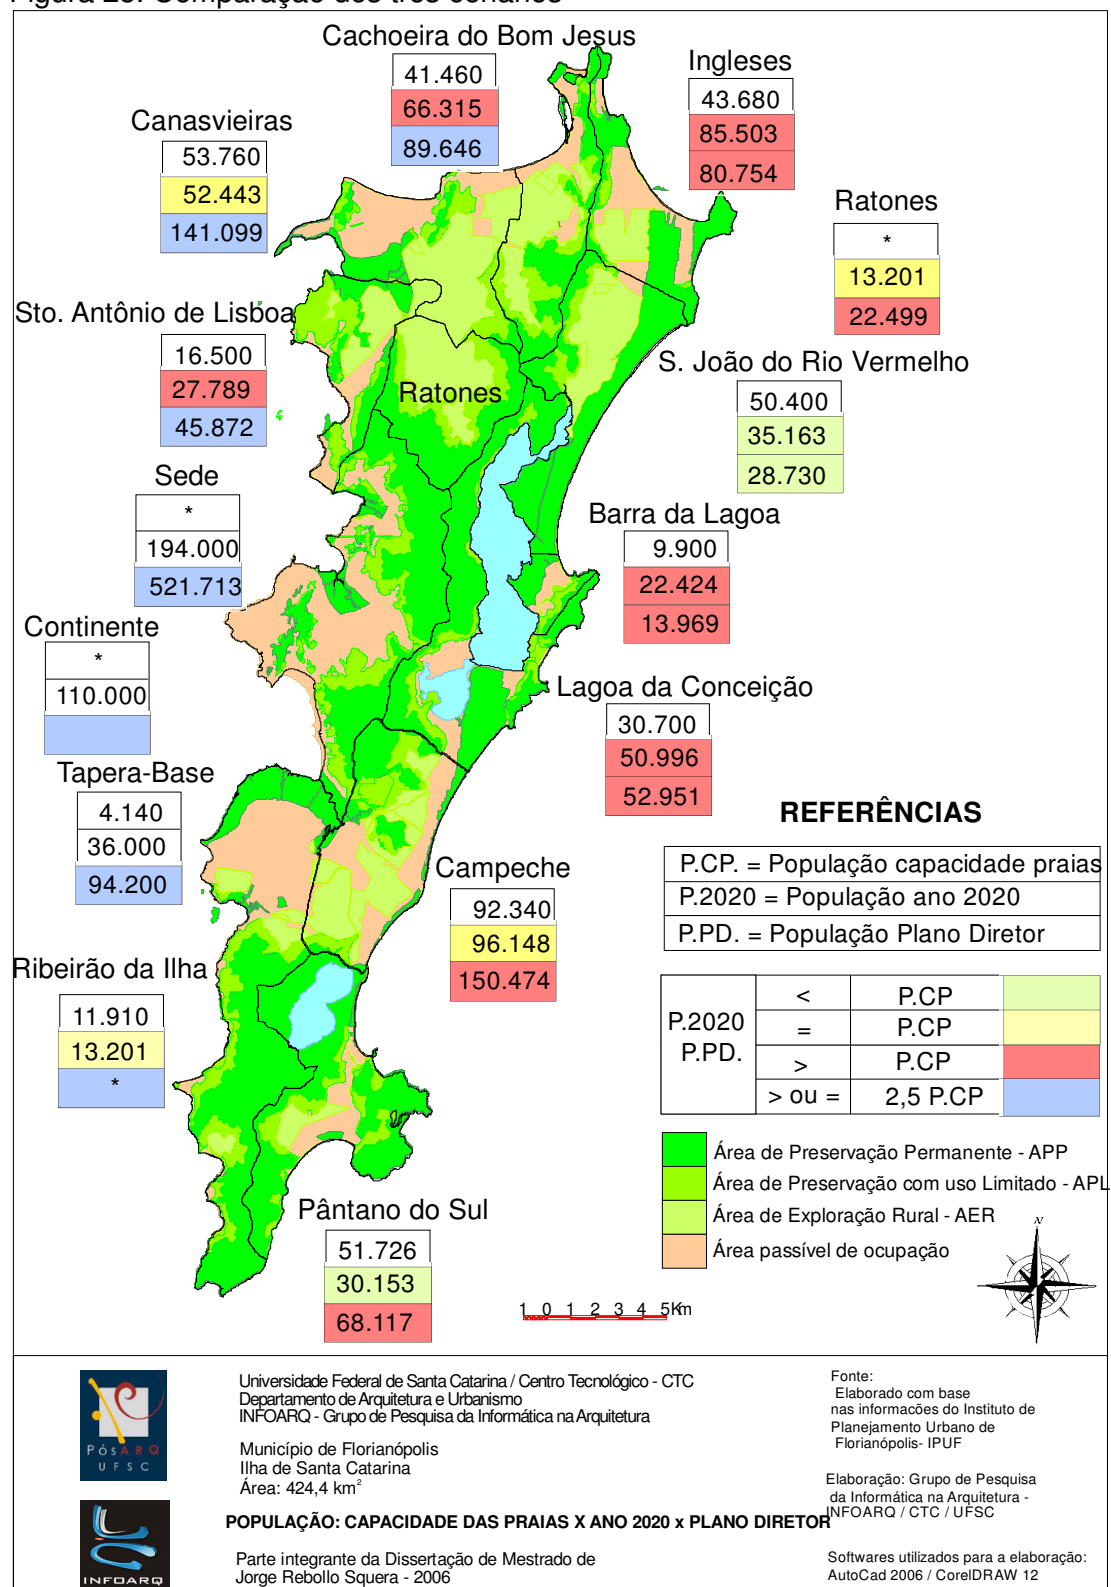 Figura 28: Comparação dos três cenários
Cachoeira do Bom Jesus
41.460
66.315
89.646
Ingleses
43.680
85.503
80.754
Canasvieiras
53.760
52.443
141.099
Ratones
*
13.201
22.499
Sto. Antônio de Lisboa
16.500
27.789
45.872
S. João do Rio Vermelho
50.400
35.163
28.730
Ratones
Sede
*
194.000
521.713
Barra da Lagoa
9.900
22.424
13.969
Continente
*
110.000
Lagoa da Conceição
30.700
50.996
52.951
Tapera-Base
4.140
36.000
94.200
Campeche
92.340
96.148
150.474
Ribeirão da Ilha
11.910
13.201
*
Pântano do Sul
51.726
30.153
68.117
REFERÊNCIAS
P.CP. = População capacidade praias
P.2020 = População ano 2020
P.PD. = População Plano Diretor
P.2020
P.PD.
< P.CP
= P.CP
> P.CP
> ou = 2,5 P.CP
Área de Preservação Permanente - APP
Área de Preservação com uso Limitado - APL
Área de Exploração Rural - AER
Área passível de ocupação
N
1 0 1 2 3 4 5Km
PósARQ
UFSC
INFOARQ
Universidade Federal de Santa Catarina / Centro Tecnológico - CTC
Departamento de Arquitetura e Urbanismo
INFOARQ - Grupo de Pesquisa da Informática na Arquitetura
Município de Florianópolis
Ilha de Santa Catarina
Área: 424,4 km²
POPULAÇÃO: CAPACIDADE DAS PRAIAS X ANO 2020 x PLANO DIRETOR
Parte integrante da Dissertação de Mestrado de
Jorge Rebollo Squera - 2006
Fonte:
Elaborado com base
nas informacões do Instituto de
Planejamento Urbano de
Florianópolis- IPUF
Elaboração: Grupo de Pesquisa
da Informática na Arquitetura -
INFOARQ / CTC / UFSC
Softwares utilizados para a elaboração:
AutoCad 2006 / CorelDRAW 12